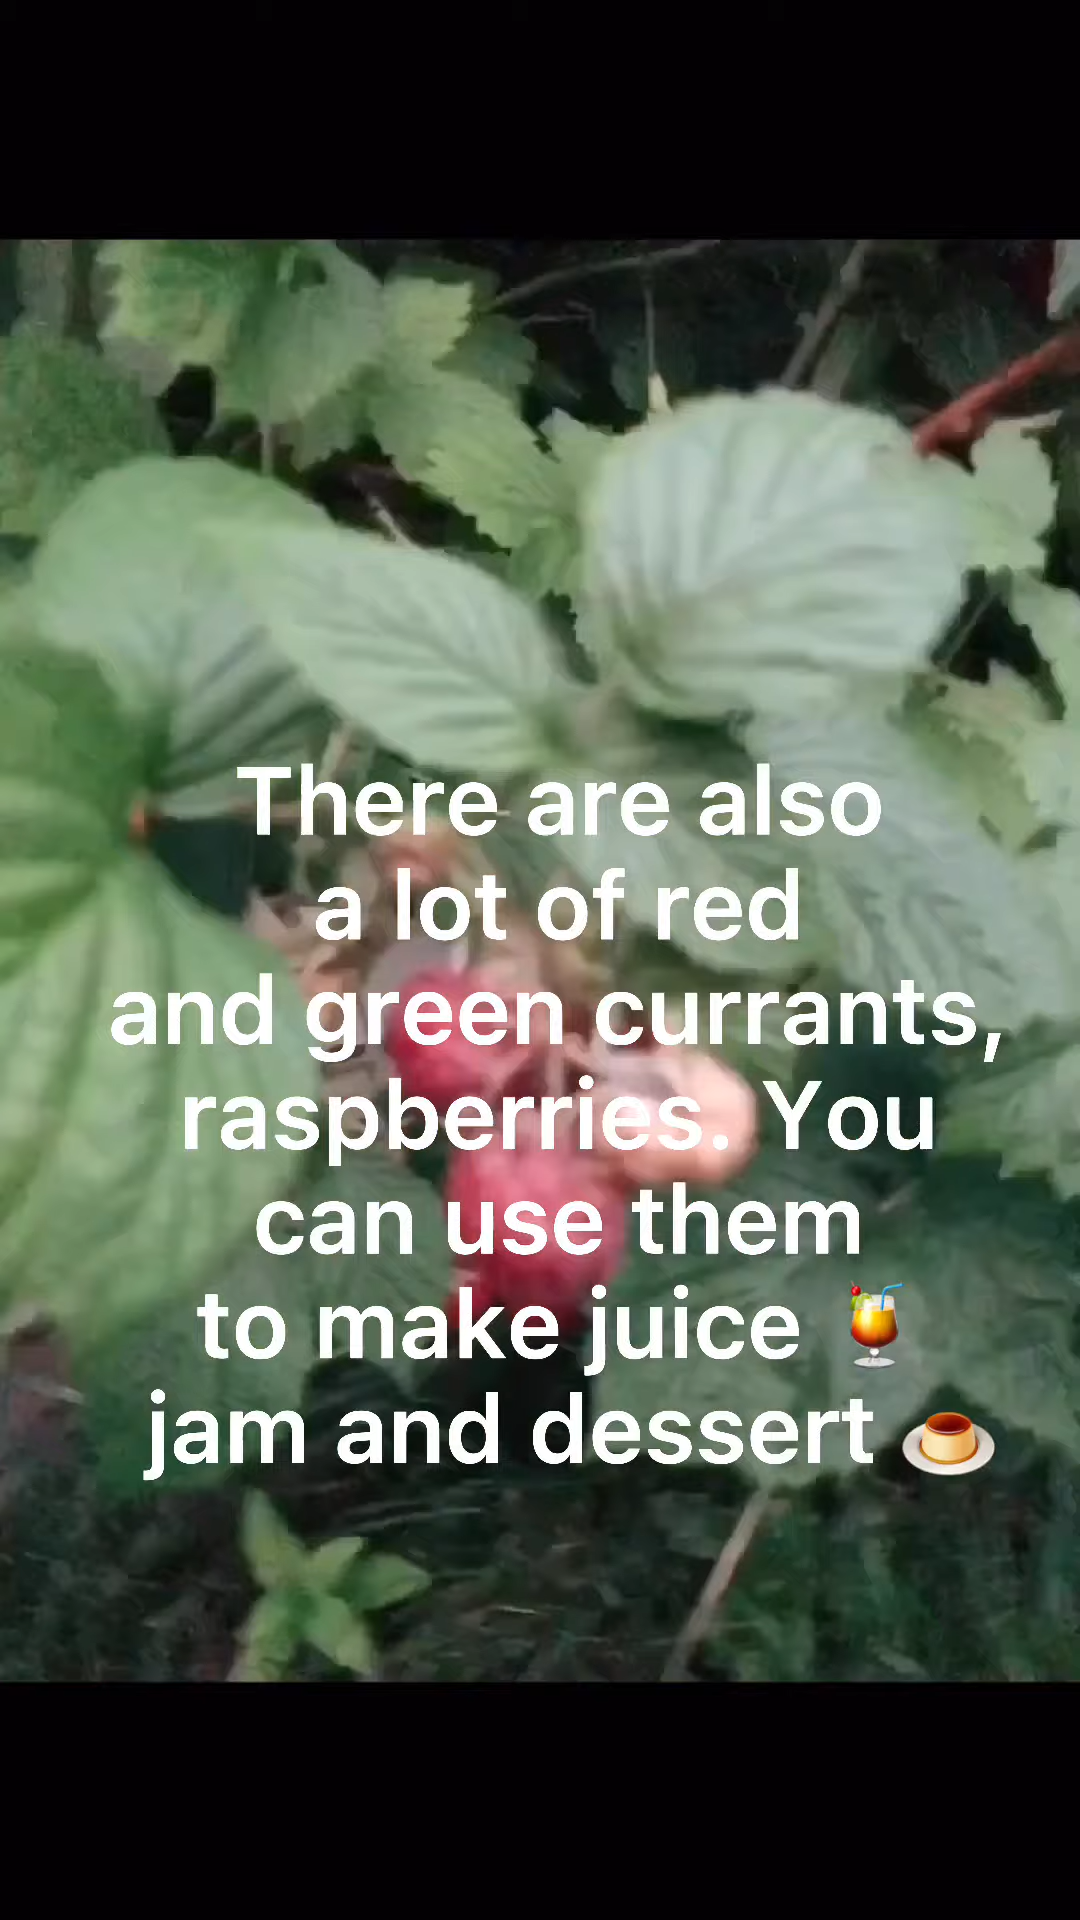 There are also
a lot of red
and green currants,
raspberries. You
can use them
to make juice 🍹
jam and dessert 🍮